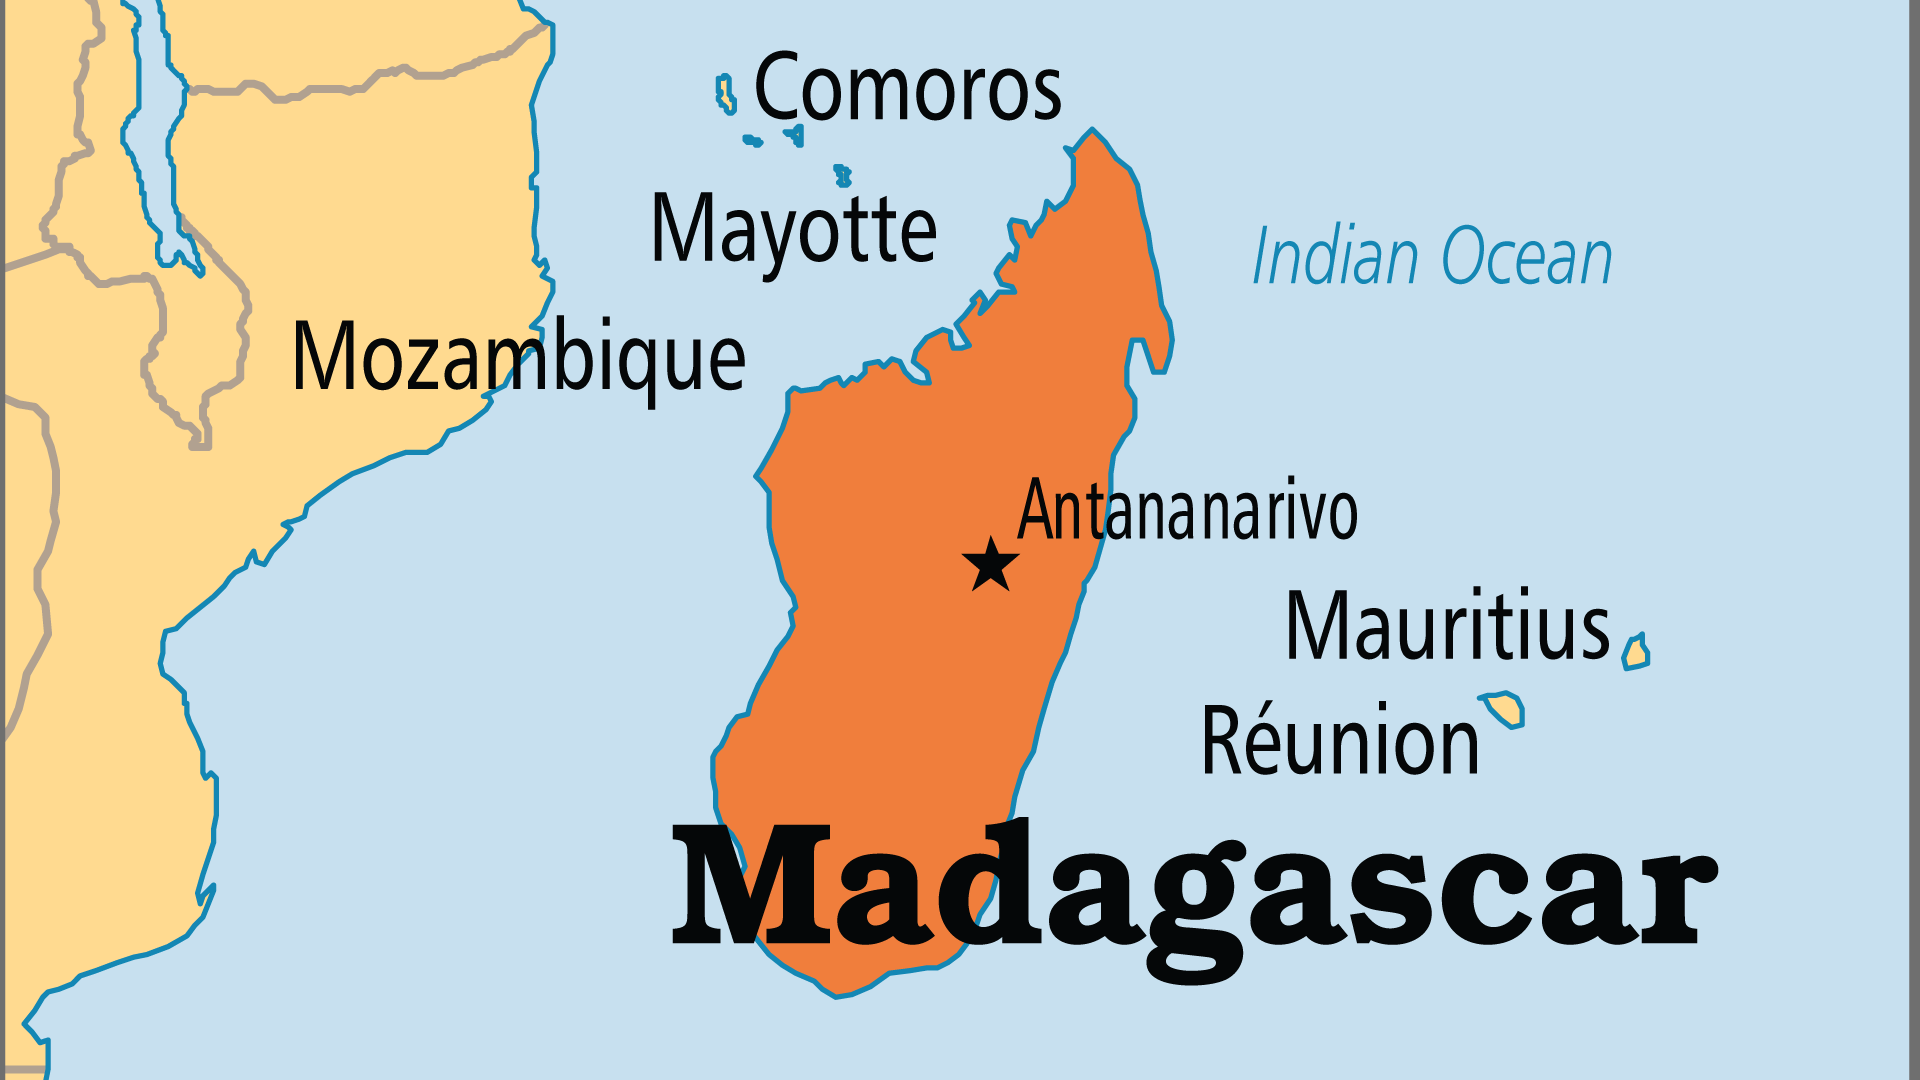 Comoros
Mayotte
Indian Ocean
Mozambique
Antananarivo
Mauritius
Réunion
Madagascar